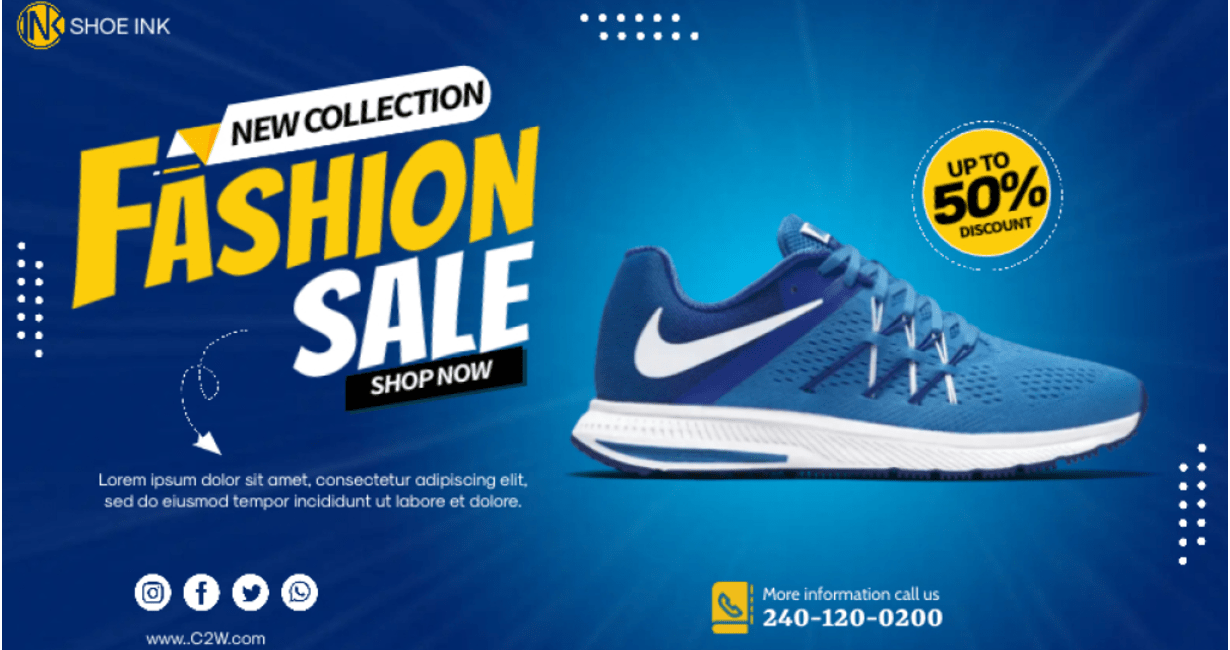 INK SHOE INK
NEW COLLECTION
FASHION
SALE
SHOP NOW
UP TO
50%
DISCOUNT
Lorem ipsum dolor sit amet, consectetur adipiscing elit,
sed do eiusmod tempor incididunt ut labore et dolore.
www..C2W.com
More information call us
240-120-0200